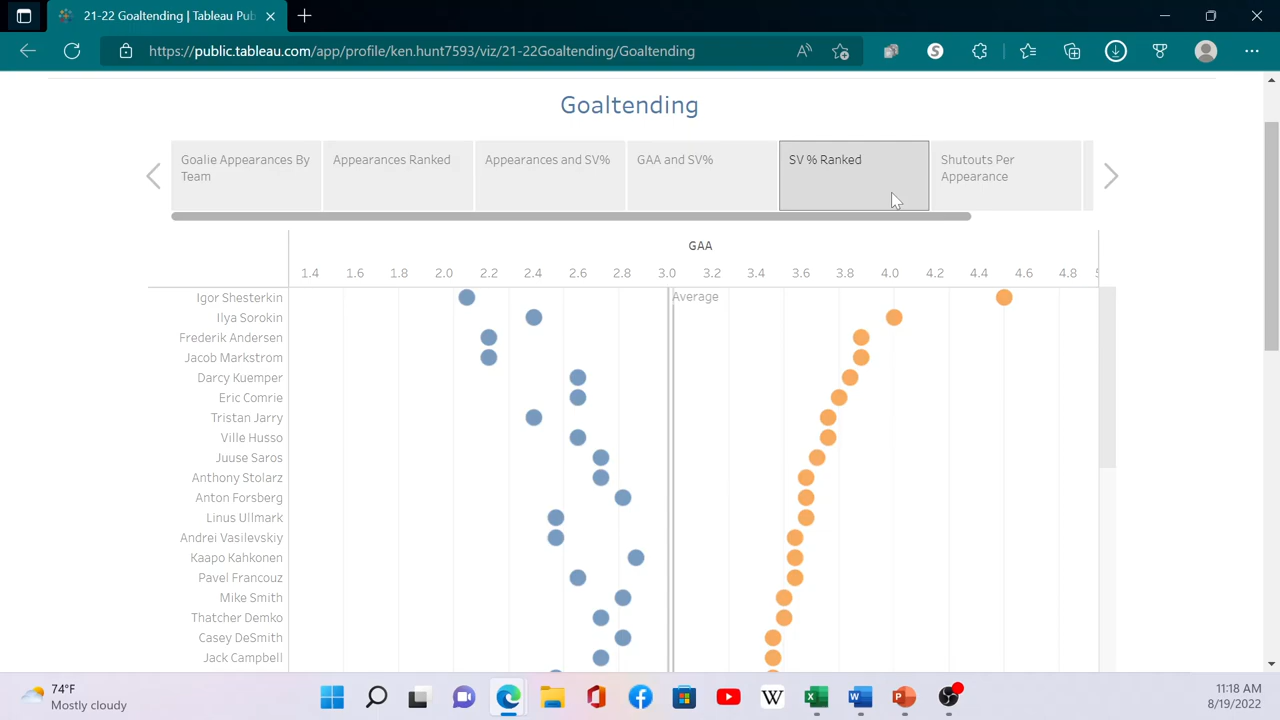 21-22 Goaltending | Tableau Pub
https://public.tableau.com/app/profile/ken.hunt7593/viz/21-22Goaltending/Goaltending
Goaltending
Goalie Appearances By
Team
Appearances Ranked
Appearances and SV%
GAA and SV%
SV % Ranked
Shutouts Per
Appearance
GAA
1.4 1.6 1.8 2.0 2.2 2.4 2.6 2.8 3.0 3.2 3.4 3.6 3.8 4.0 4.2 4.4 4.6 4.8
Igor Shesterkin
Average
Ilya Sorokin
Frederik Andersen
Jacob Markstrom
Darcy Kuemper
Eric Comrie
Tristan Jarry
Ville Husso
Juuse Saros
Anthony Stolarz
Anton Forsberg
Linus Ullmark
Andrei Vasilevskiy
Kaapo Kahkonen
Pavel Francouz
Mike Smith
Thatcher Demko
Casey DeSmith
Jack Campbell
74°F
Mostly cloudy
11:18 AM
8/19/2022